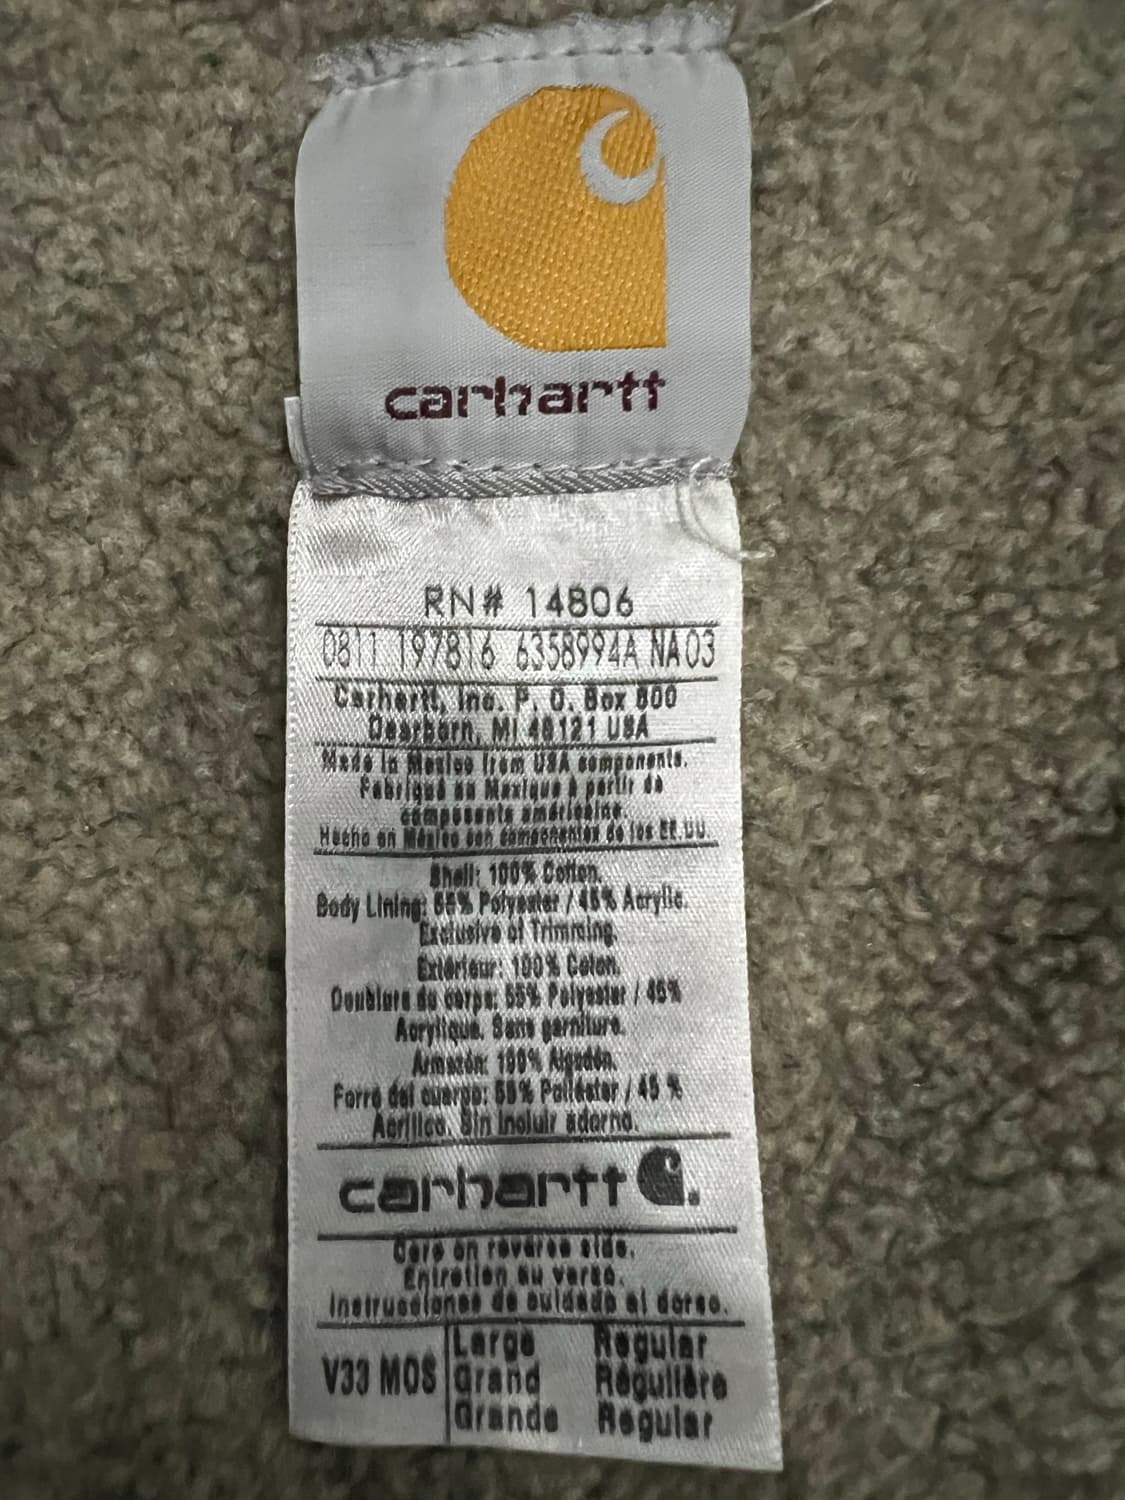 carhartt
RN# 14806
0811 197816 6358994A NA03
Carhartt, Inc. P. O. Box 600
Dearborn, MI 48121 USA
Made in Mexico from USA components.
Fabriqué au Mexique à partir de
composants américains.
Hecho en México con componentes de los EE.UU.
Shell: 100% Cotton.
Body Lining: 55% Polyester / 45% Acrylic.
Exclusive of Trimming.
Extérieur: 100% Coton.
Doublure du corps: 55% Polyester / 45%
Acrylique. Sans garniture.
Armazón: 100% Algodón.
Forro del cuerpo: 55% Poliéster / 45 %
Acrílico. Sin incluir adorno.
carhartt
Care on reverse side.
Entretien au verso.
Instrucciones de cuidado al dorso.
V33 MOS Large Regular
Grand Régulière
Grande Regular